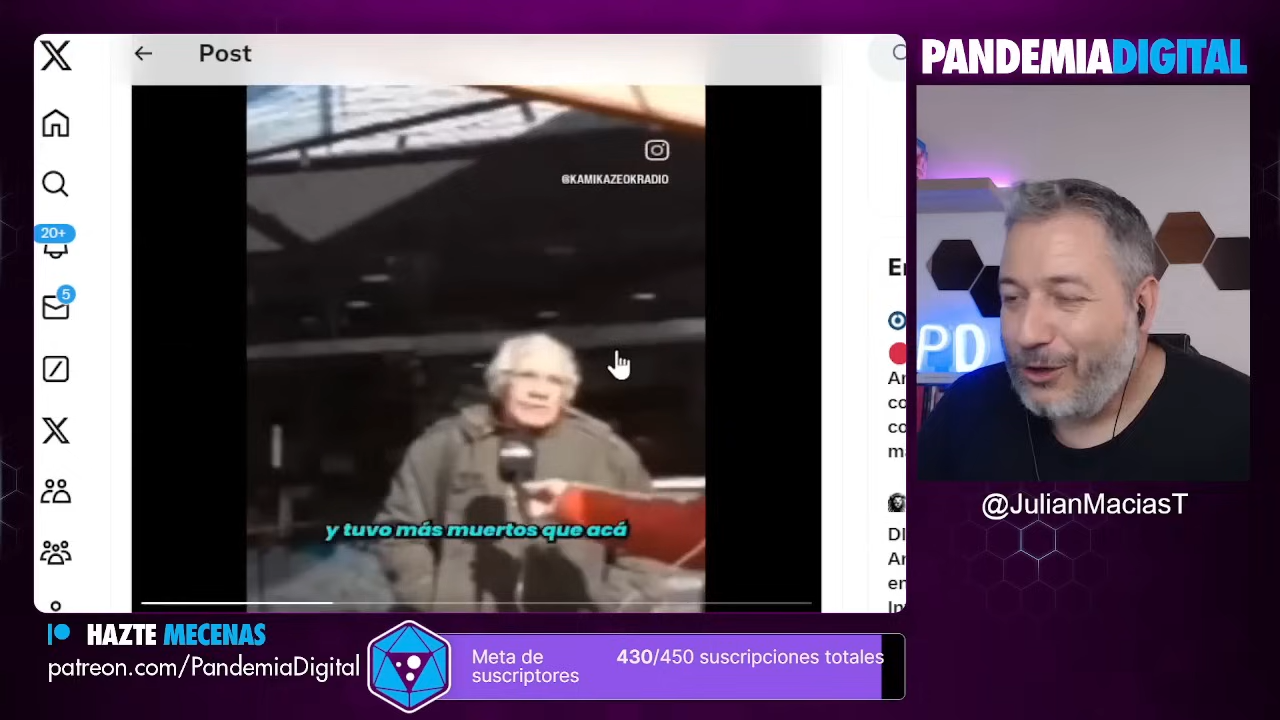 Post
PANDEMIADIGITAL
@KAMIKAZEOKRADIO
20+
5
PD
y tuvo más muertos que acá
@JulianMaciasT
HAZTE MECENAS
patreon.com/PandemiaDigital
Meta de
suscriptores
430/450 suscripciones totales